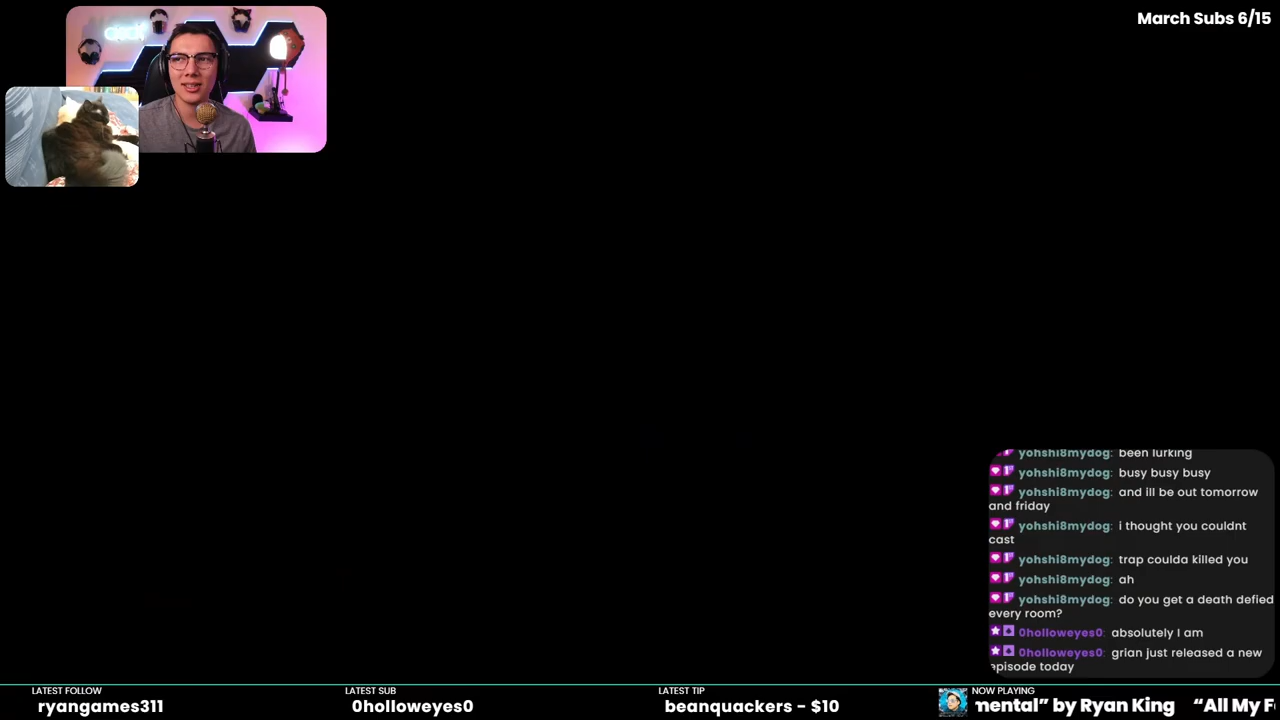 March Subs 6/15
yohshi8mydog: been lurking
yohshi8mydog: busy busy busy
yohshi8mydog: and ill be out tomorrow
and friday
yohshi8mydog: i thought you couldnt
cast
yohshi8mydog: trap coulda killed you
yohshi8mydog: ah
yohshi8mydog: do you get a death defied
every room?
0holloweyes0: absolutely I am
0holloweyes0: grian just released a new
episode today
LATEST FOLLOW
ryangames311
LATEST SUB
0holloweyes0
LATEST TIP
beanquackers - $10
NOW PLAYING
mental” by Ryan King “All My F